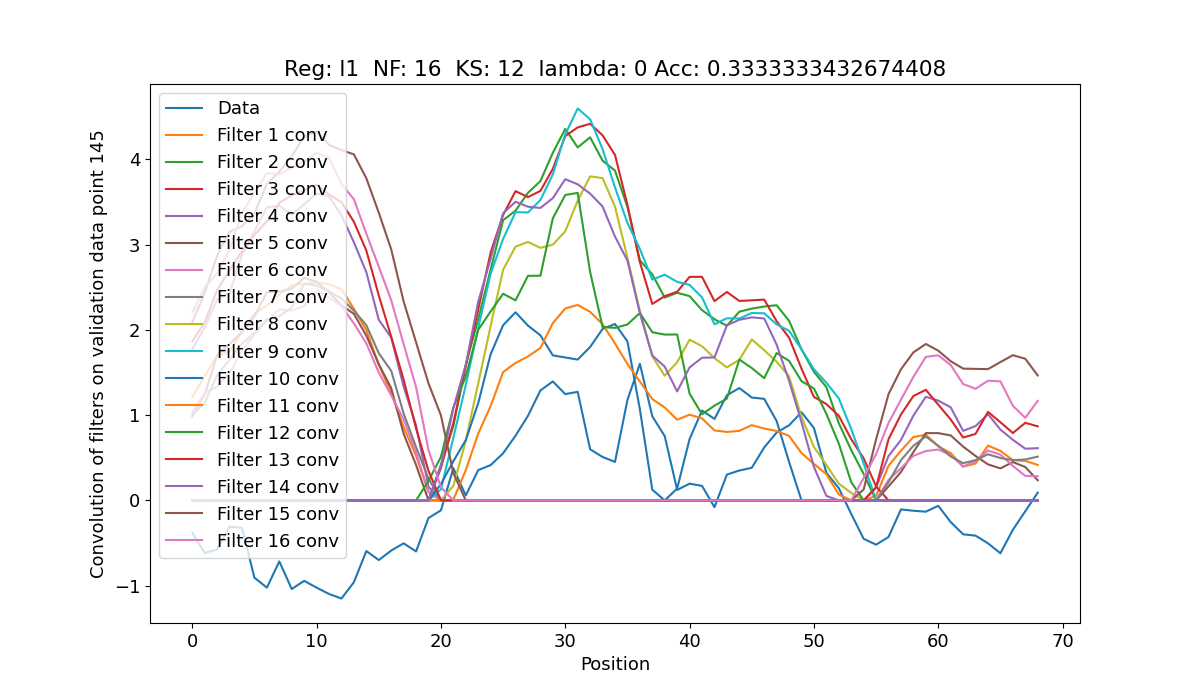 Reg: l1  NF: 16  KS: 12  lambda: 0 Acc: 0.3333333432674408
Convolution of filters on validation data point 145
Data
Filter 1 conv
Filter 2 conv
Filter 3 conv
Filter 4 conv
Filter 5 conv
Filter 6 conv
Filter 7 conv
Filter 8 conv
Filter 9 conv
Filter 10 conv
Filter 11 conv
Filter 12 conv
Filter 13 conv
Filter 14 conv
Filter 15 conv
Filter 16 conv
4
3
2
1
0
−1
0 10 20 30 40 50 60 70
Position